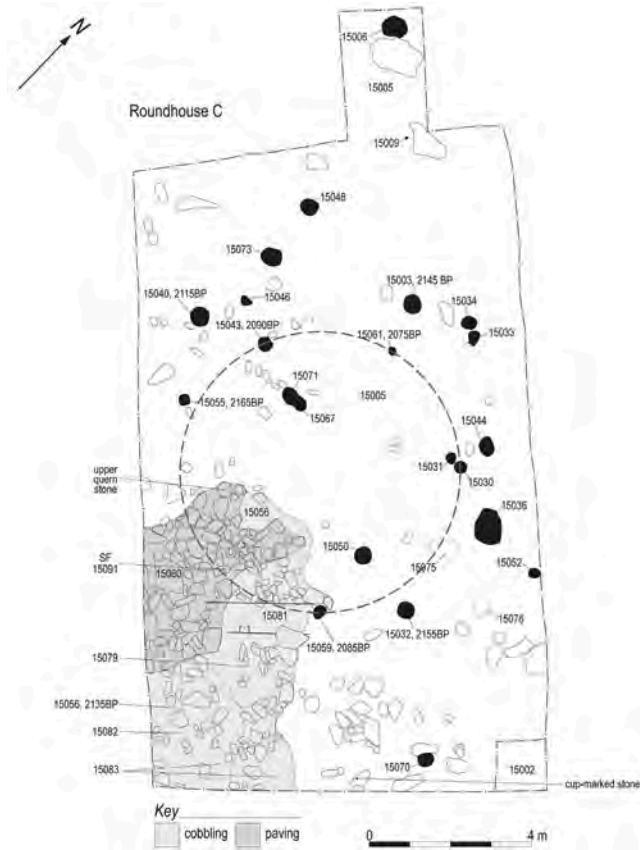 N
15006
15005
Roundhouse C
15009
15048
15073
15040, 2115BP
15046
15003, 2145 BP
15034
15043, 2090BP
15061, 2075BP
15033
15071
15005
15055, 2165BP
15067
15044
15031
15030
upper
quern
stone
15056
15036
15050
SF
15091
15080
15075
15052
15081
15059, 2085BP
15032, 2155BP
15076
15079
15056, 2135BP
15082
15070
15002
15083
cup-marked stone
Key
cobbling
paving
0
4 m